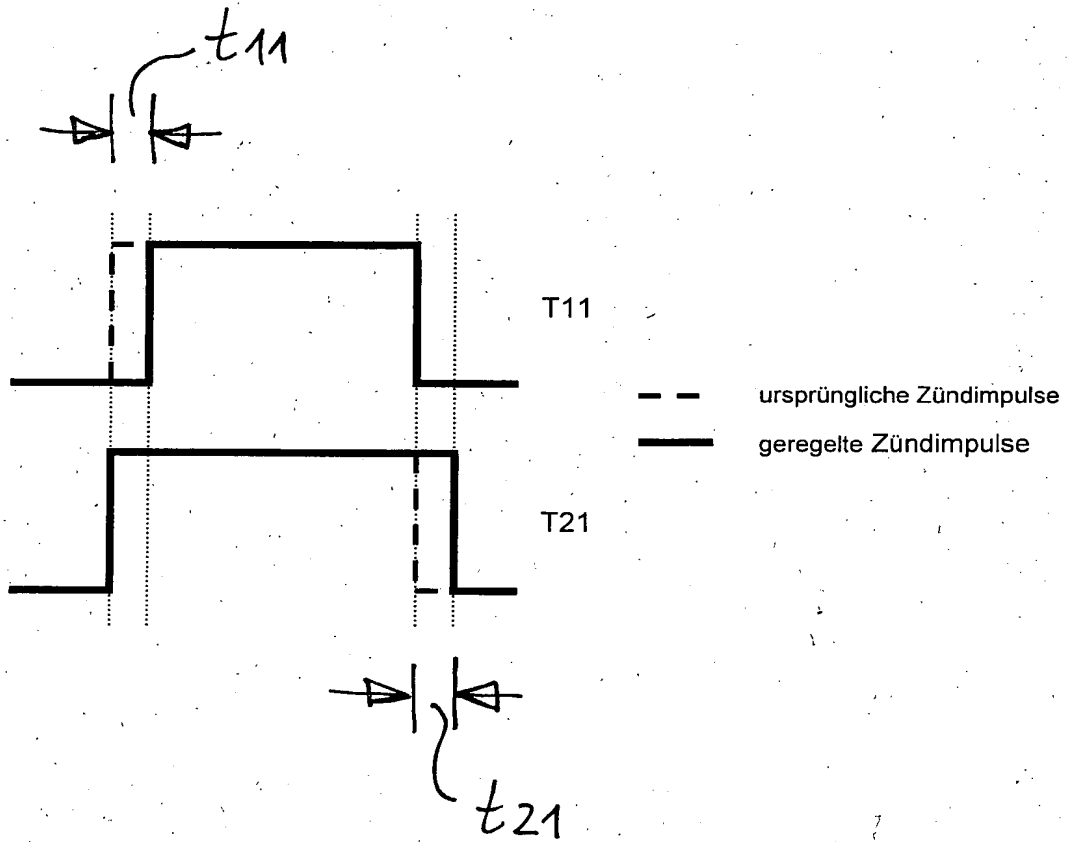 t11
T11
ursprüngliche Zündimpulse
geregelte Zündimpulse
T21
t21